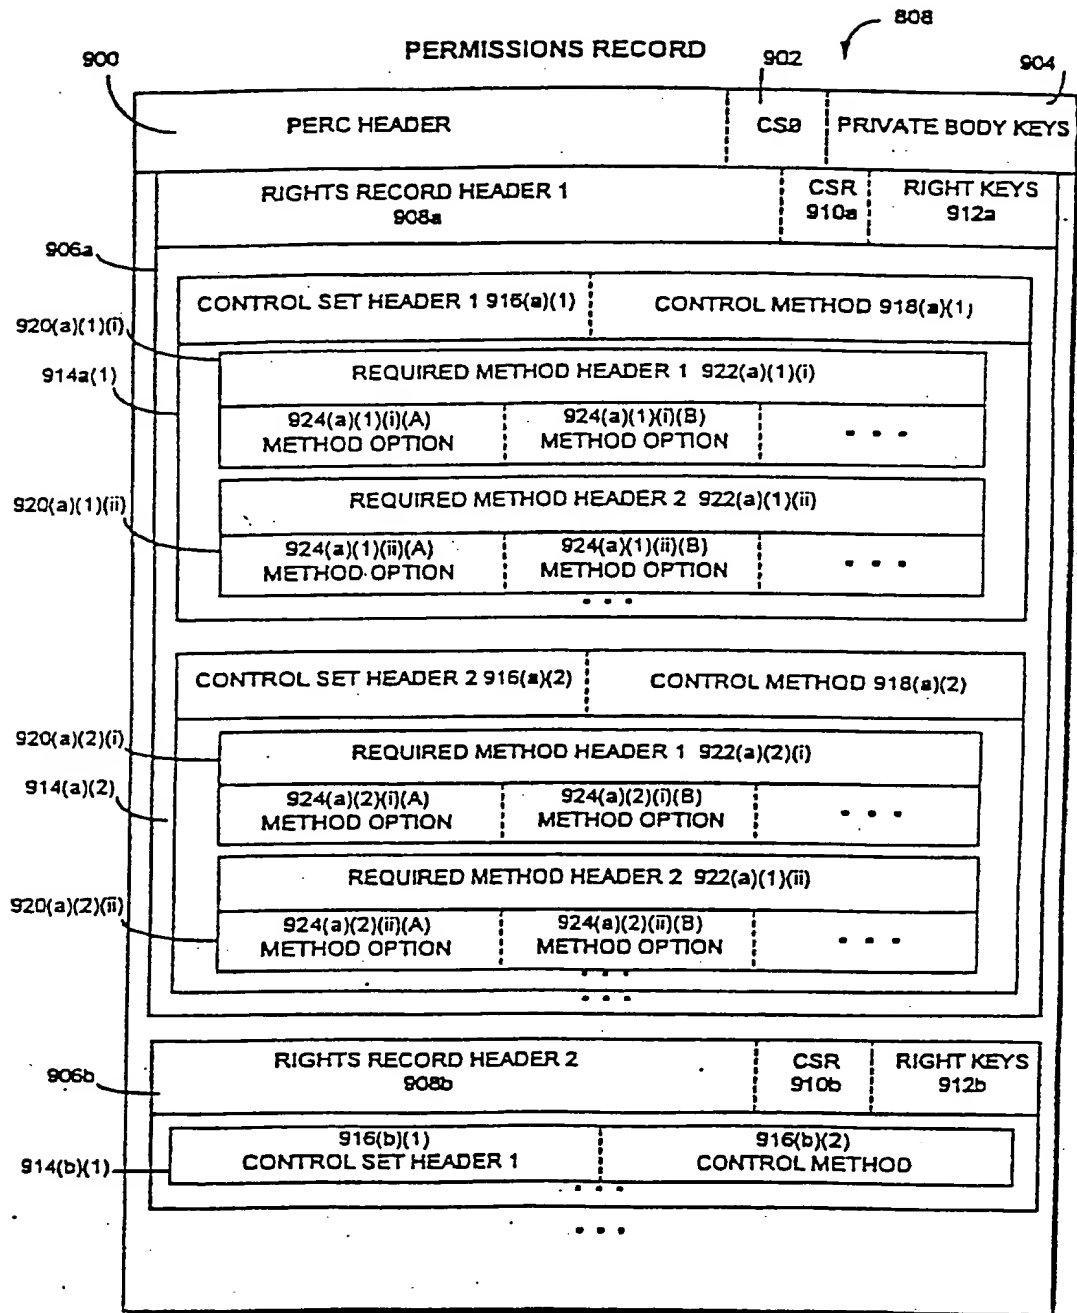 808
PERMISSIONS RECORD
900
902
904
PERC HEADER
CS0
PRIVATE BODY KEYS
RIGHTS RECORD HEADER 1
908a
CSR
910a
RIGHT KEYS
912a
906a
CONTROL SET HEADER 1 916(a)(1)
CONTROL METHOD 918(a)(1)
920(a)(1)(i)
REQUIRED METHOD HEADER 1 922(a)(1)(i)
914a(1)
924(a)(1)(i)(A)
METHOD OPTION
924(a)(1)(i)(B)
METHOD OPTION
• • •
REQUIRED METHOD HEADER 2 922(a)(1)(ii)
920(a)(1)(ii)
924(a)(1)(ii)(A)
METHOD OPTION
924(a)(1)(ii)(B)
METHOD OPTION
• • •
• • •
CONTROL SET HEADER 2 916(a)(2)
CONTROL METHOD 918(a)(2)
920(a)(2)(i)
REQUIRED METHOD HEADER 1 922(a)(2)(i)
914(a)(2)
924(a)(2)(i)(A)
METHOD OPTION
924(a)(2)(i)(B)
METHOD OPTION
• • •
REQUIRED METHOD HEADER 2 922(a)(1)(ii)
920(a)(2)(ii)
924(a)(2)(ii)(A)
METHOD OPTION
924(a)(2)(ii)(B)
METHOD OPTION
• • •
• • •
• • •
RIGHTS RECORD HEADER 2
908b
CSR
910b
RIGHT KEYS
912b
906b
916(b)(1)
CONTROL SET HEADER 1
916(b)(2)
CONTROL METHOD
914(b)(1)
• • •
• • •